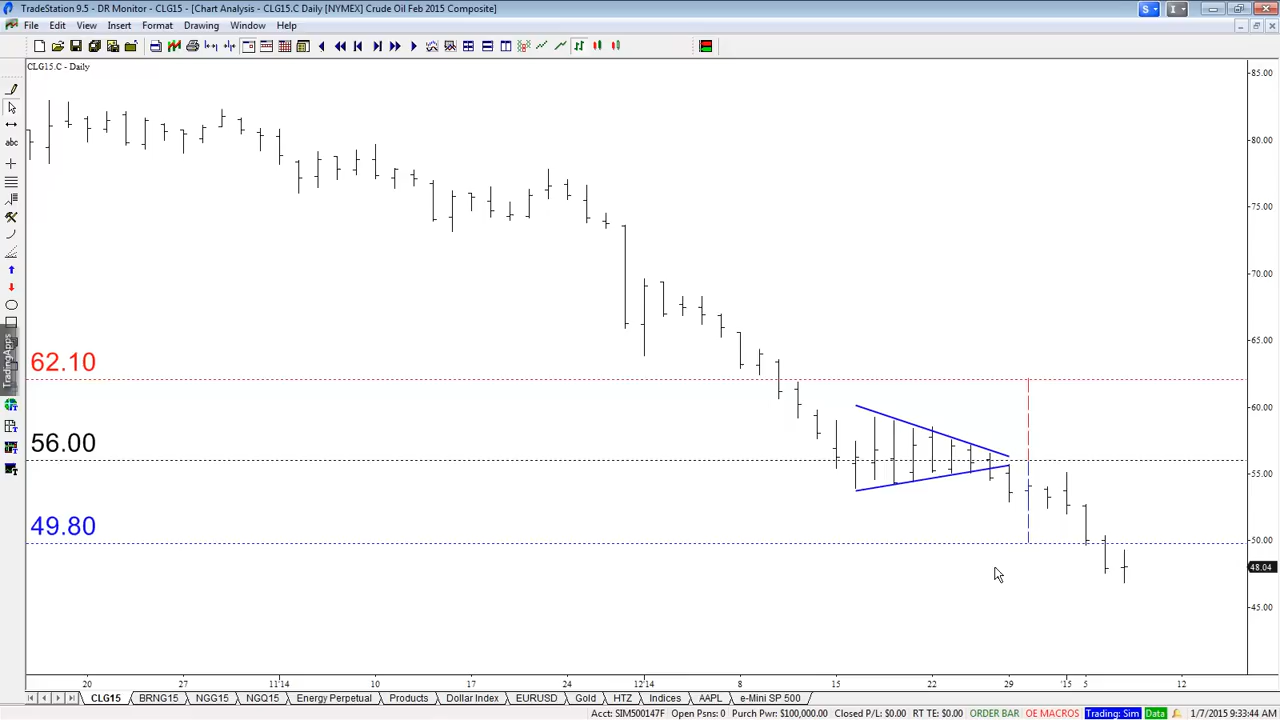 TradeStation 9.5 - DR Monitor - [Chart Analysis - CLG15.C Daily [NYMEX] Crude Oil Feb 2015 Composite]
S
I
File Edit View Insert Format Drawing Window Help
CLG15.C - Daily
abc
TradingApps
85.00
80.00
75.00
70.00
65.00
62.10
60.00
56.00
55.00
49.80
50.00
48.04
45.00
20 27 11'14 10 17 24 12'14 8 15 22 29 '15 5 12
CLG15 BRNG15 NGG15 NGQ15 Energy Perpetual Products Dollar Index EURUSD Gold HTZ Indices AAPL e-Mini SP 500
Acct: SIM500147F Open Psns: 0 Purch Pwr: $100,000.00 Closed P/L: $0.00 RT TE: $0.00 ORDER BAR OE MACROS Trading: Sim Data 1/7/2015 9:33:44 AM